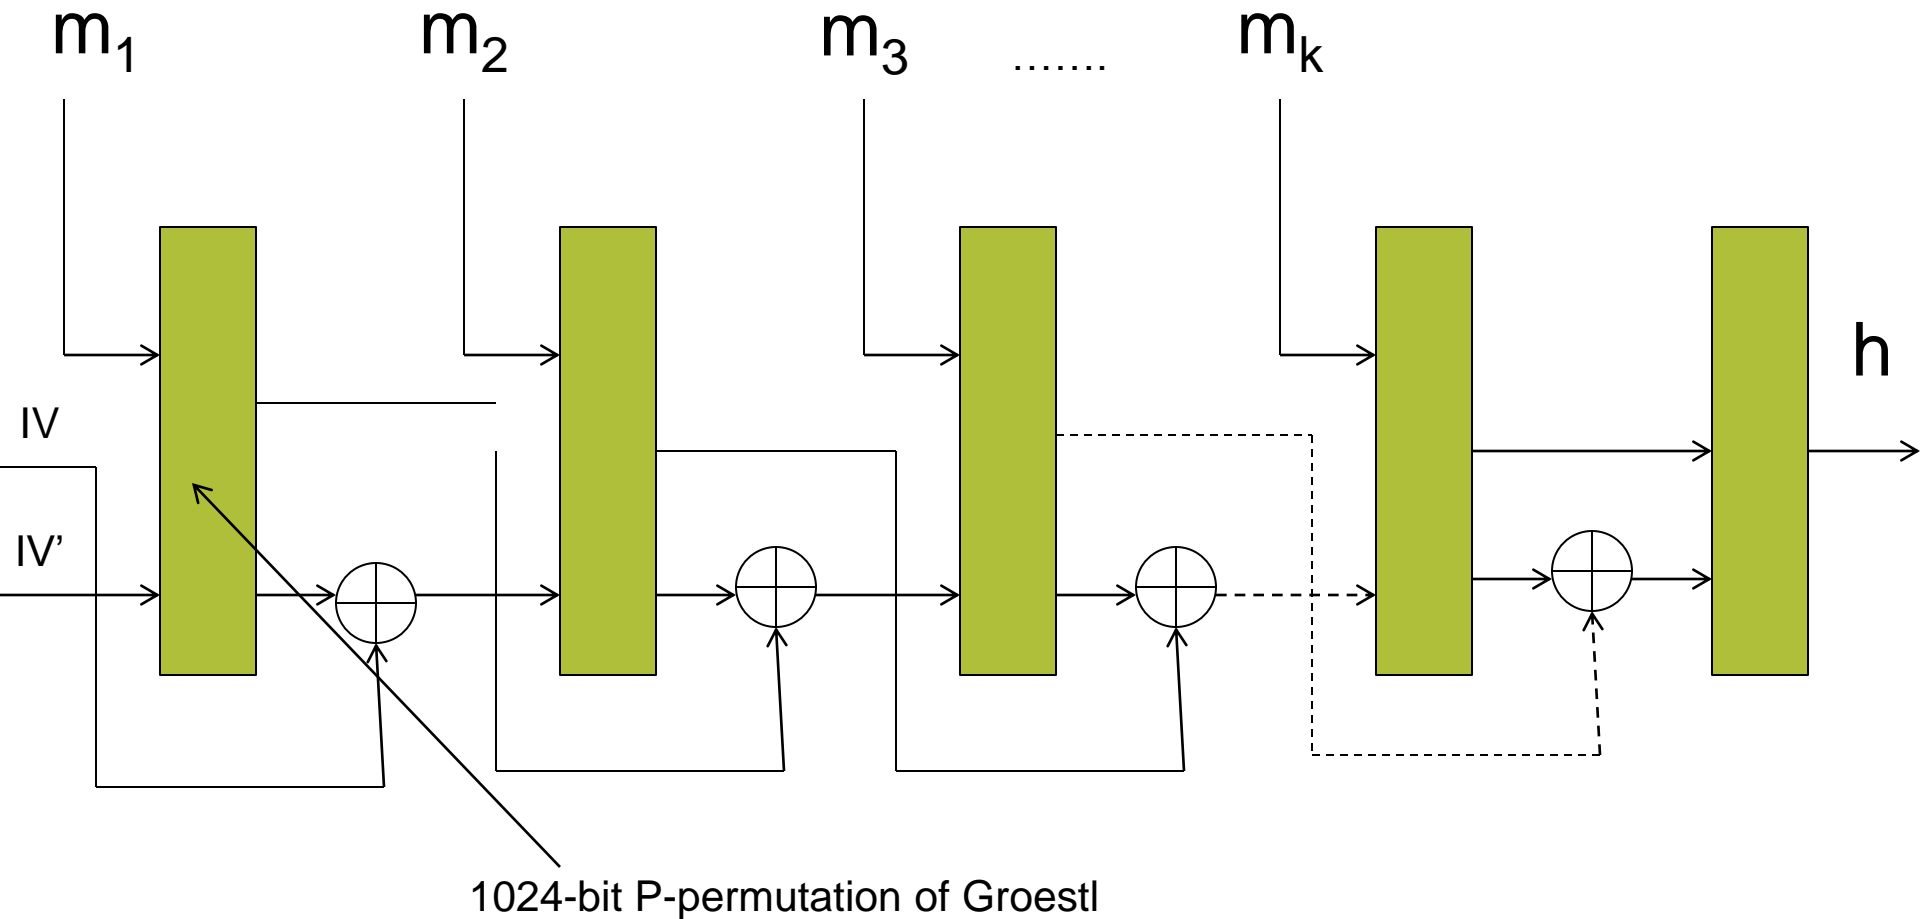 m1 m2 m3 ....... mk
h
IV
IV’
1024-bit P-permutation of Groestl